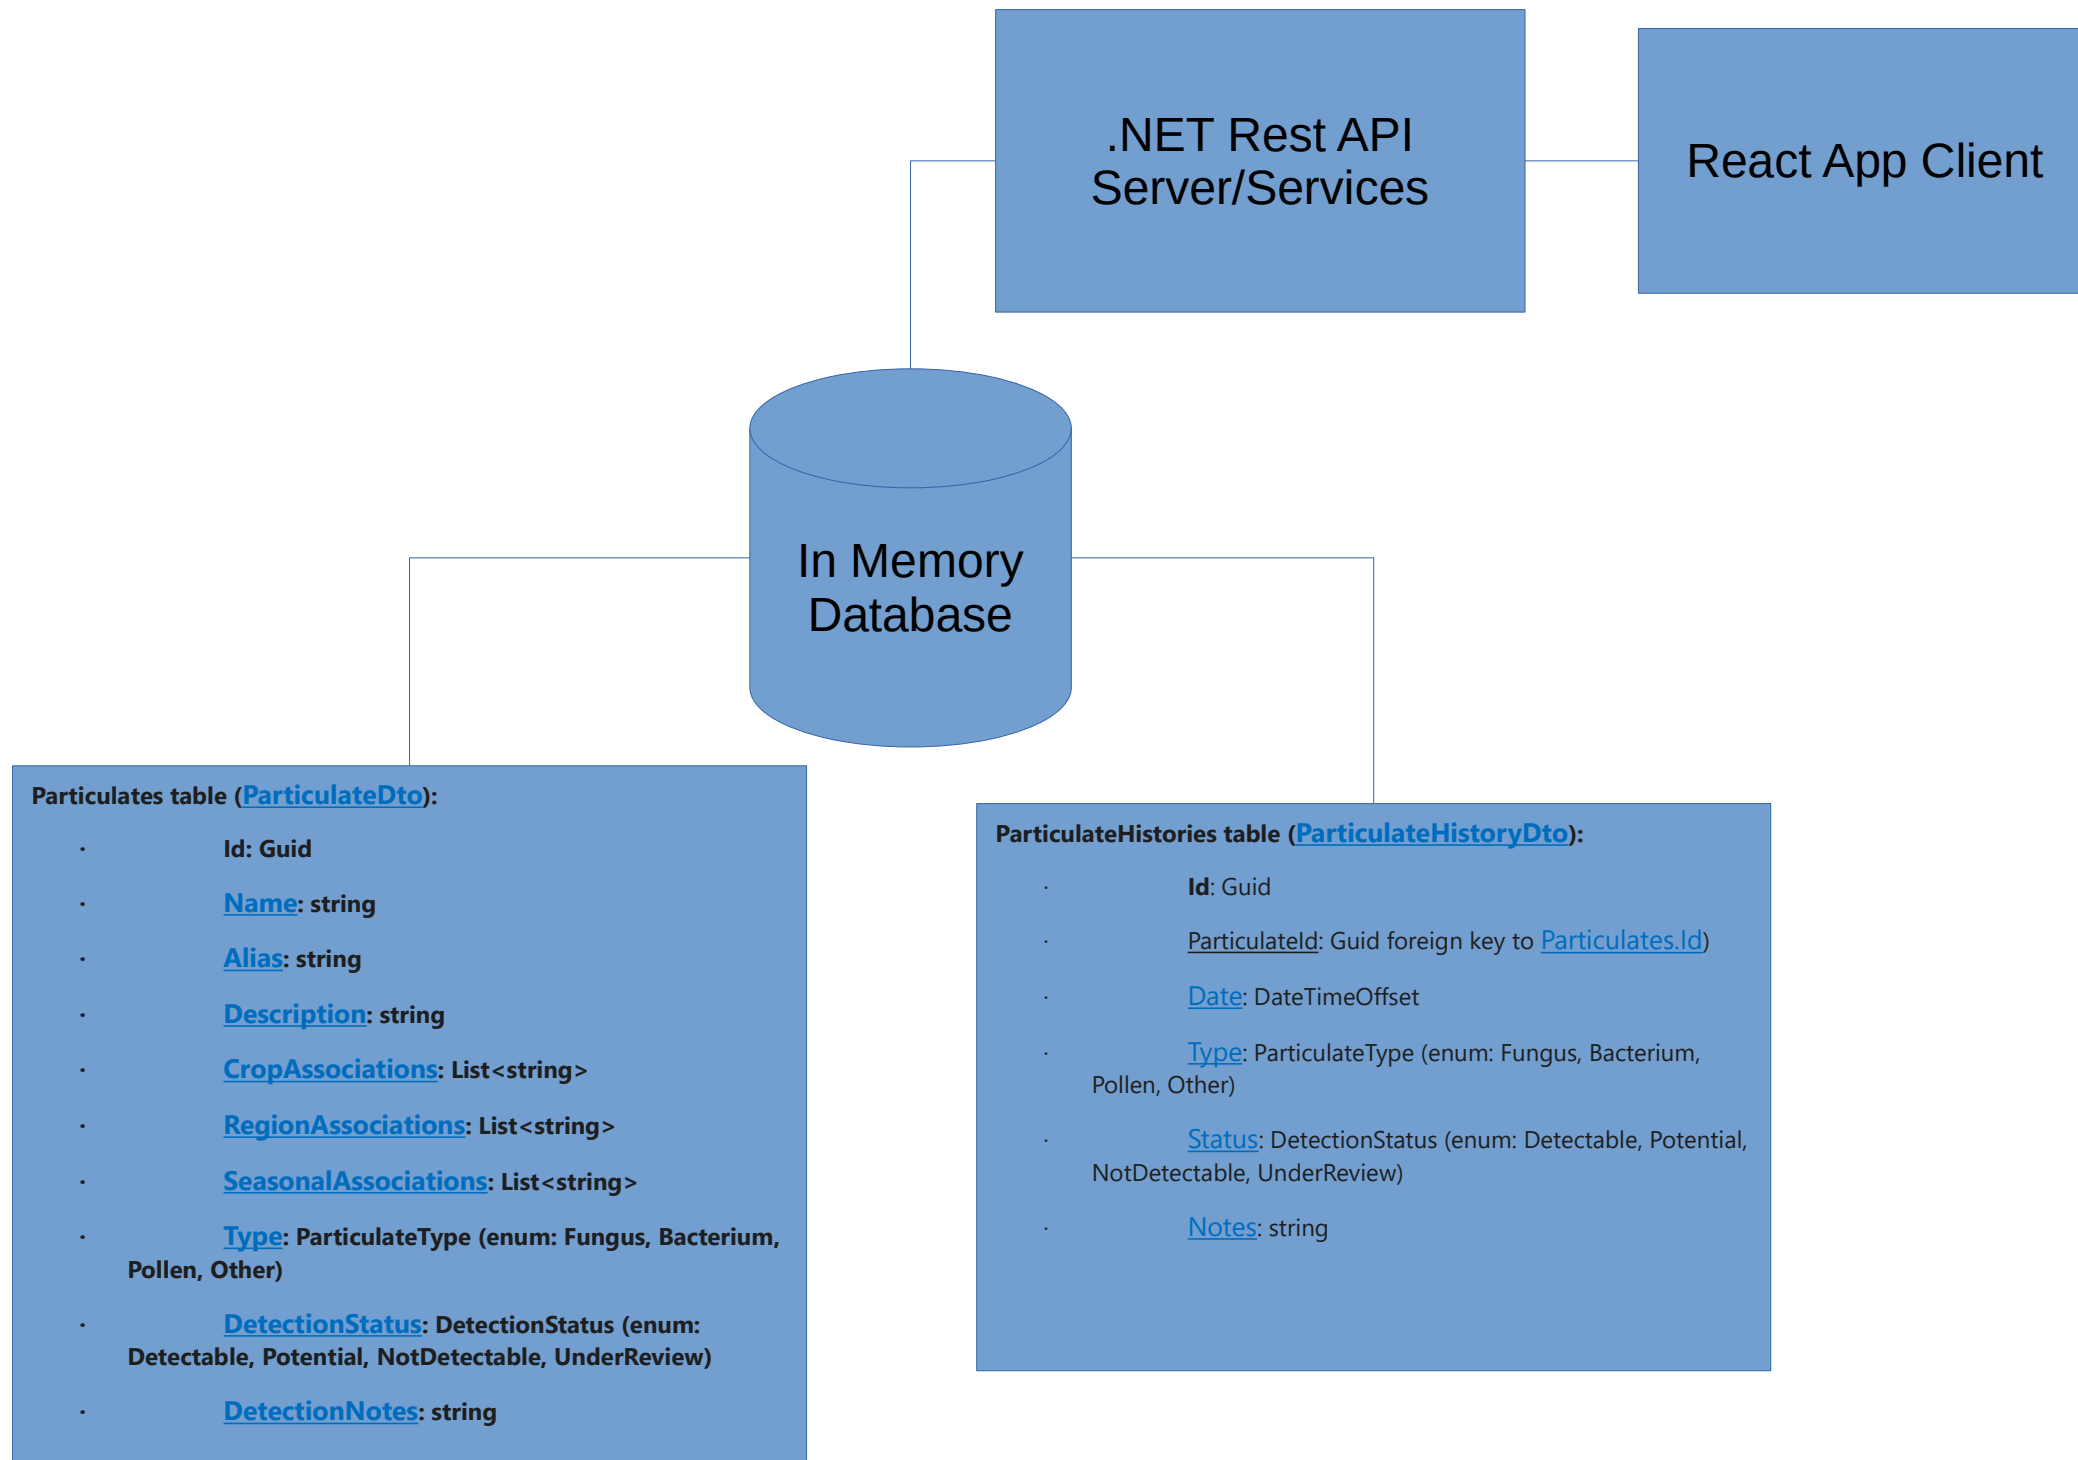 .NET Rest API
Server/Services
React App Client
In Memory
Database
Particulates table (ParticulateDto):
· Id: Guid
· Name: string
· Alias: string
· Description: string
· CropAssociations: List<string>
· RegionAssociations: List<string>
· SeasonalAssociations: List<string>
· Type: ParticulateType (enum: Fungus, Bacterium,
Pollen, Other)
· DetectionStatus: DetectionStatus (enum:
Detectable, Potential, NotDetectable, UnderReview)
· DetectionNotes: string
ParticulateHistories table (ParticulateHistoryDto):
· Id: Guid
· ParticulateId: Guid foreign key to Particulates.Id)
· Date: DateTimeOffset
· Type: ParticulateType (enum: Fungus, Bacterium,
Pollen, Other)
· Status: DetectionStatus (enum: Detectable, Potential,
NotDetectable, UnderReview)
· Notes: string